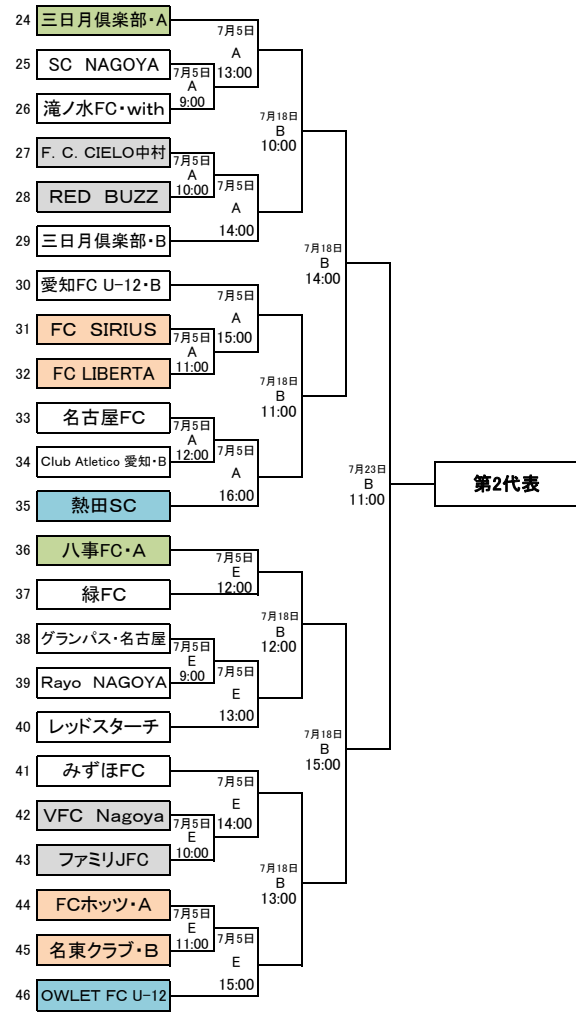 24 三日月倶楽部・A
25 SC NAGOYA
26 滝ノ水FC・with
27 F. C. CIELO中村
28 RED BUZZ
29 三日月倶楽部・B
30 愛知FC U-12・B
31 FC SIRIUS
32 FC LIBERTA
33 名古屋FC
34 Club Atletico 愛知・B
35 熱田SC
36 八事FC・A
37 緑FC
38 グランパス・名古屋
39 Rayo NAGOYA
40 レッドスターチ
41 みずほFC
42 VFC Nagoya
43 ファミリJFC
44 FCホッツ・A
45 名東クラブ・B
46 OWLET FC U-12
7月5日
A
9:00
7月5日
A
10:00
7月5日
A
11:00
7月5日
A
12:00
7月5日
E
9:00
7月5日
E
10:00
7月5日
E
11:00
7月5日
A
13:00
7月5日
A
14:00
7月5日
A
15:00
7月5日
A
16:00
7月5日
E
12:00
7月5日
E
13:00
7月5日
E
14:00
7月5日
E
15:00
7月18日
B
10:00
7月18日
B
11:00
7月18日
B
12:00
7月18日
B
13:00
7月18日
B
14:00
7月18日
B
15:00
7月23日
B
11:00
第2代表